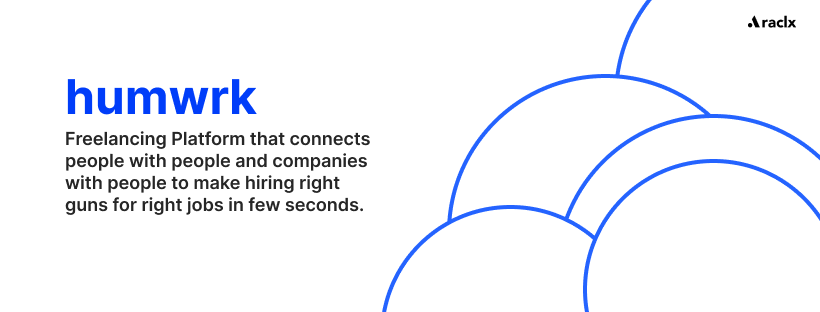 Araclx
humwrk
Freelancing Platform that connects
people with people and companies
with people to make hiring right
guns for right jobs in few seconds.